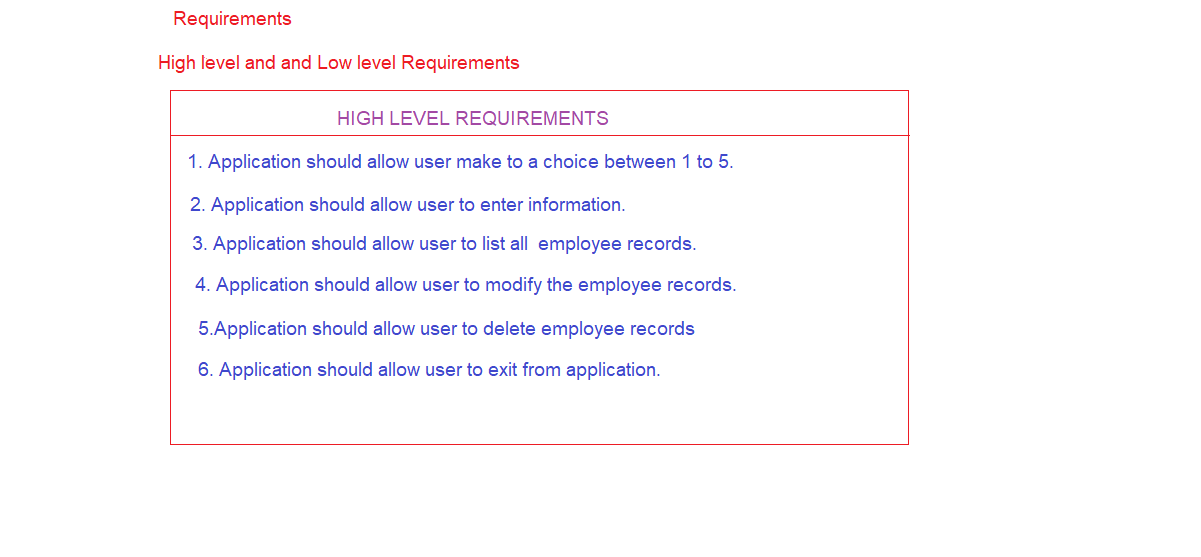 Requirements
High level and and Low level Requirements
HIGH LEVEL REQUIREMENTS
1. Application should allow user make to a choice between 1 to 5.
2. Application should allow user to enter information.
3. Application should allow user to list all  employee records.
4. Application should allow user to modify the employee records.
5.Application should allow user to delete employee records
6. Application should allow user to exit from application.